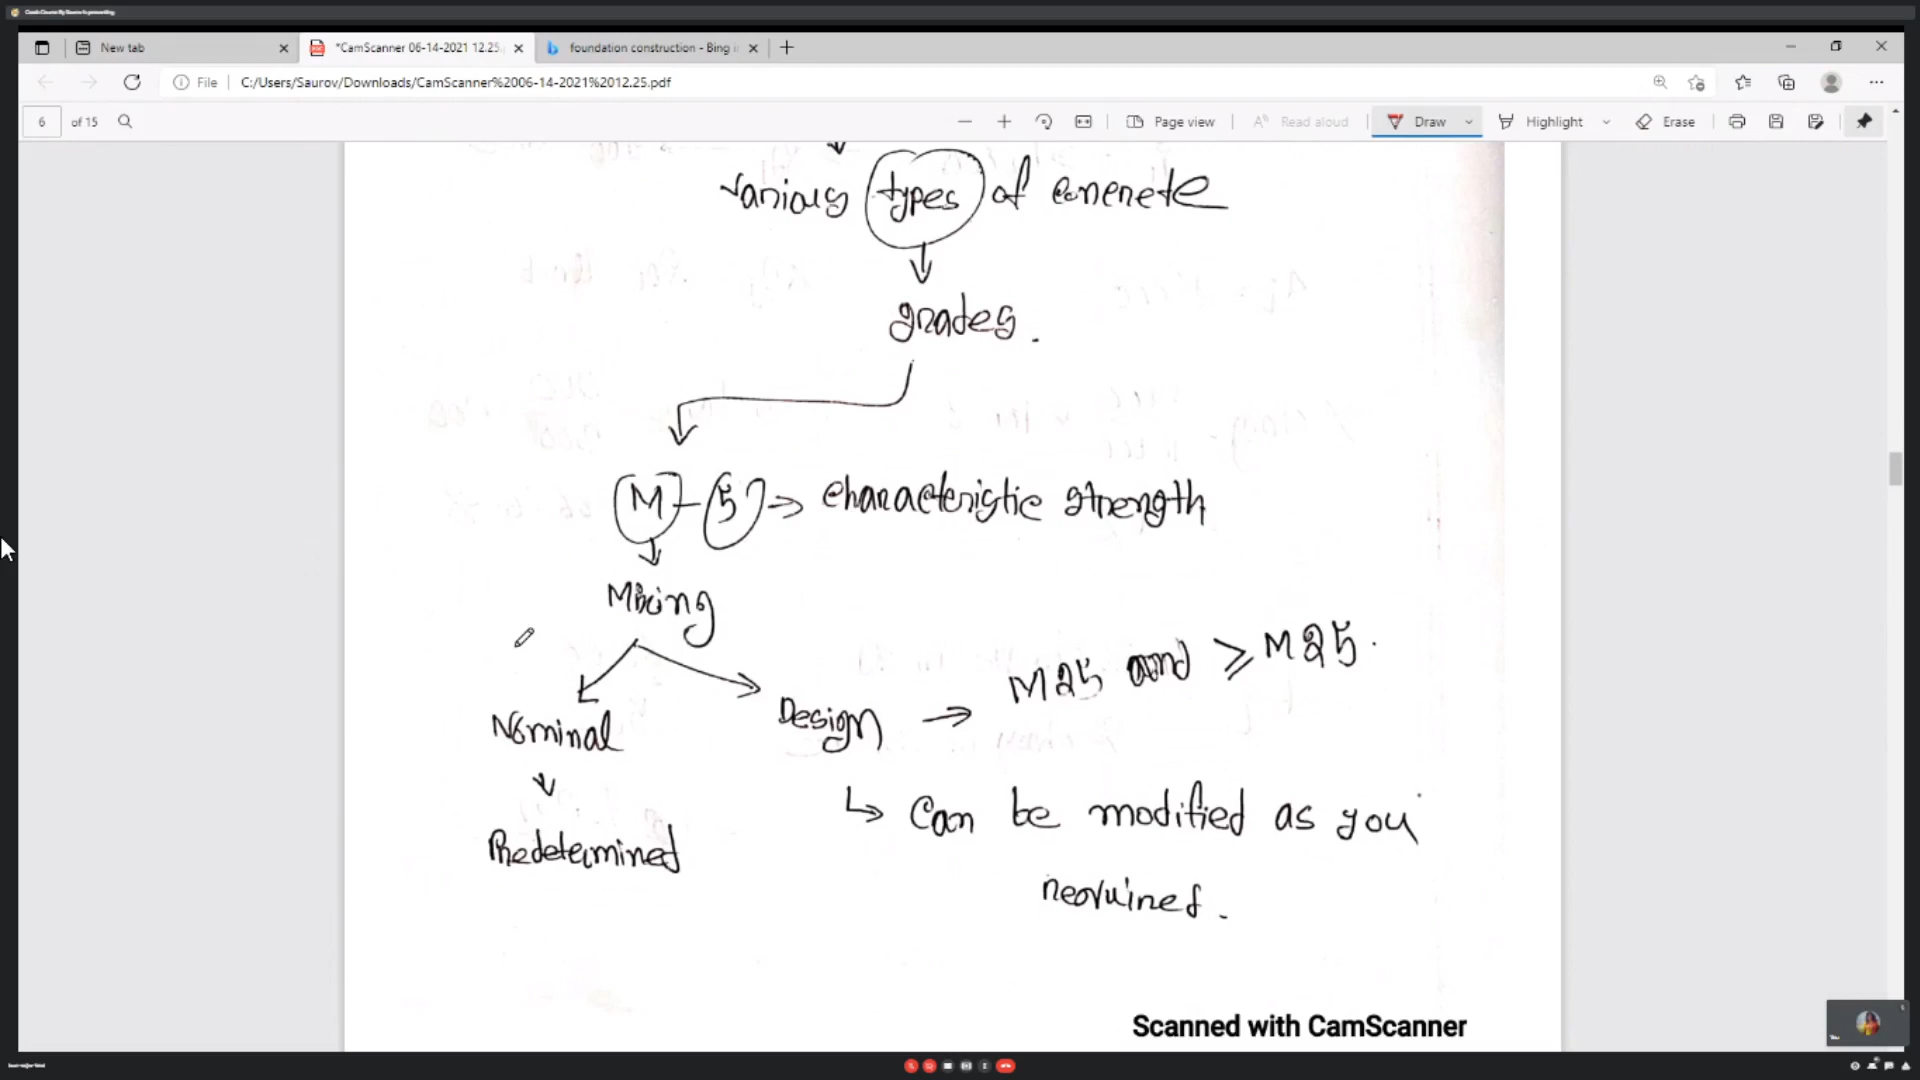 New tab
*CamScanner 06-14-2021 12.25.
foundation construction - Bing i
File
C:/Users/Saurov/Downloads/CamScanner%2006-14-2021%2012.25.pdf
6 of 15
Page view
Read aloud
Draw
Highlight
Erase
various types of concrete
grades.
M - 5 => characteristic strength
Mixing
M25 and ≥ M25.
Nominal
Design →
Predetermined
Can be modified as you
required.
Scanned with CamScanner